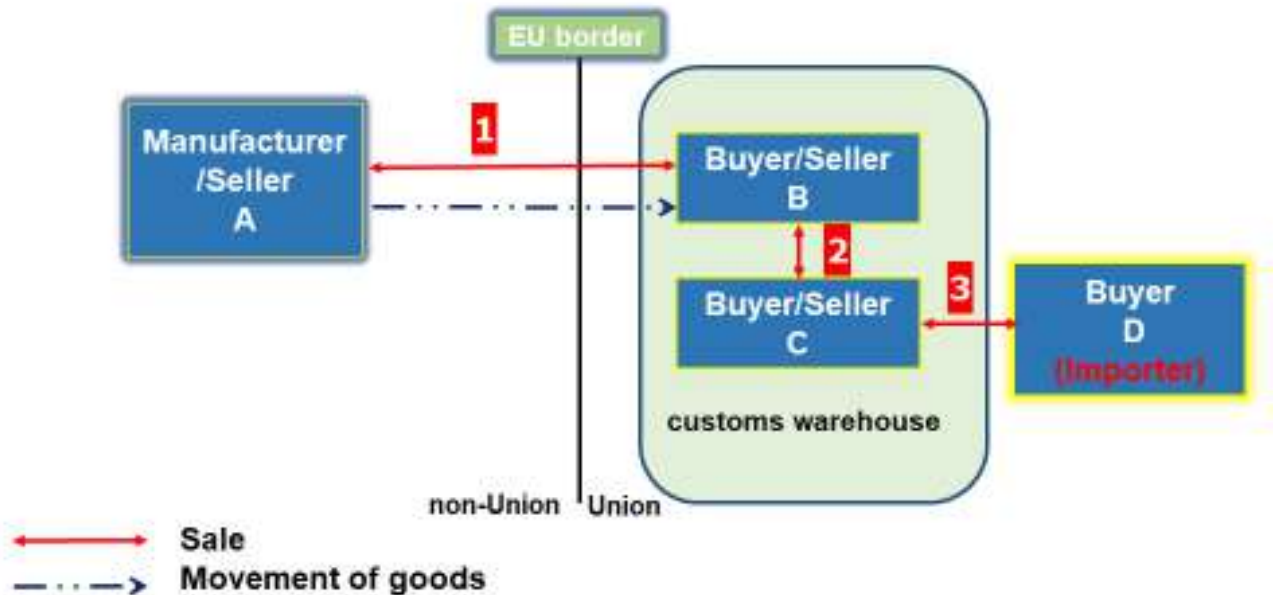 EU border
Manufacturer
/Seller
A
1
Buyer/Seller
B
2
Buyer/Seller
C
3
Buyer
D
(Importer)
customs warehouse
non-Union
Union
Sale
Movement of goods